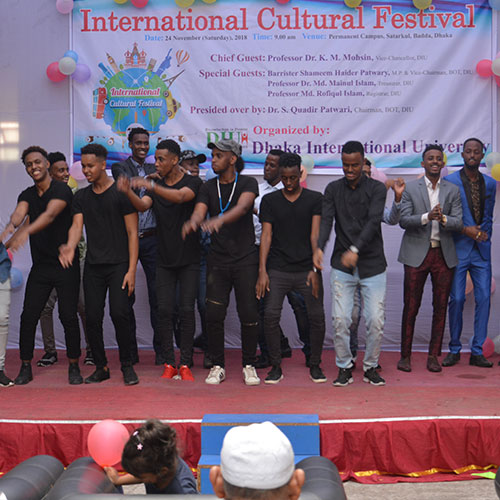 International Cultural Festival
Date: 24 November (Saturday), 2018 Time: 9.00 am Venue: Permanent Campus, Satarkul, Badda, Dhaka
Chief Guest: Professor Dr. K. M. Mohsin, Vice-Chancellor, DIU
Special Guests: Barrister Shameem Haider Patwary, M.P & Vice-Chairman, BOT, DIU
Professor Dr. Md. Mainul Islam, Treasurer, DIU
Professor Md. Rofiqul Islam, Registrar, DIU
International
Cultural Festival
Presided over by: Dr. S. Quadir Patwari, Chairman, BOT, DIU
DIU Organized by:
Dhaka International University